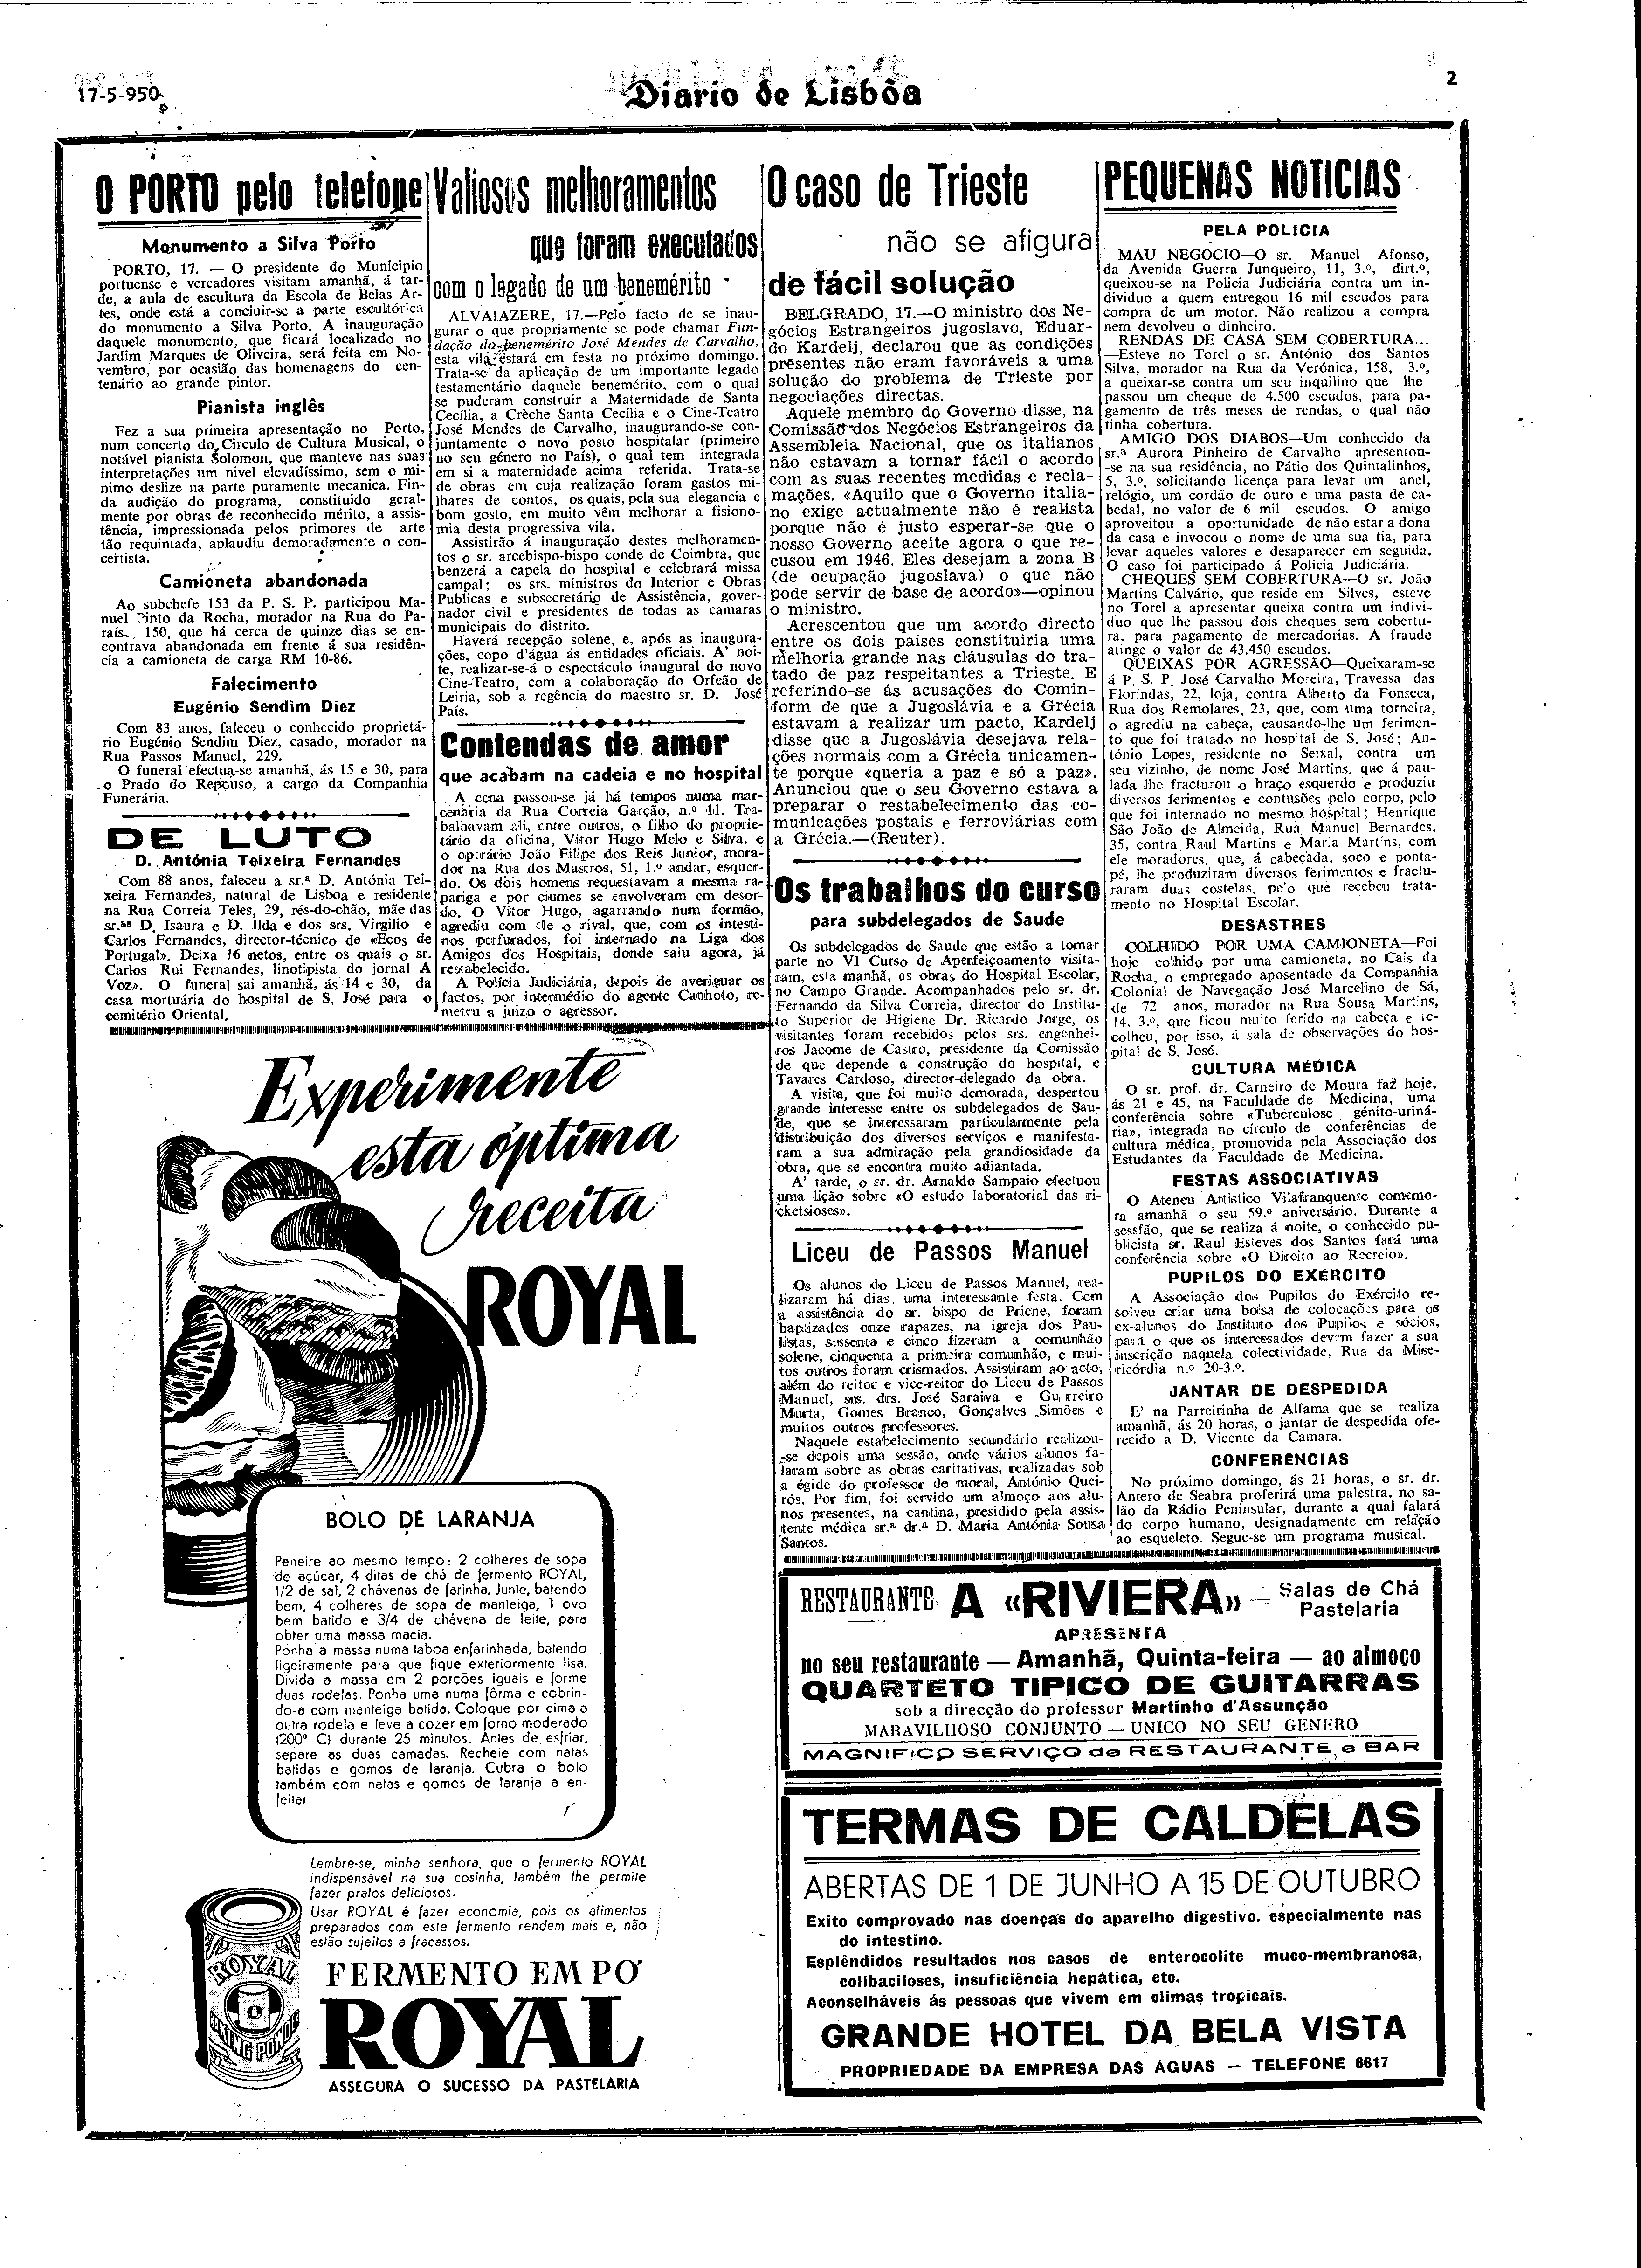 17-5-950
Diario de Lisbôa
2
O PORTO pelo telefone
Monumento a Silva Porto
PORTO, 17. — O presidente do Municipio
portuense e vereadores visitam amanhã, á tar-
de, a aula de escultura da Escola de Belas Ar-
tes, onde está a concluir-se a parte escultórica
do monumento a Silva Porto. A inauguração
daquele monumento, que ficará localizado no
Jardim Marques de Oliveira, será feita em No-
vembro, por ocasião das homenagens do cen-
tenário ao grande pintor.
Pianista inglês
Fez a sua primeira apresentação no Porto,
num concerto do Circulo de Cultura Musical, o
notável pianista Solomon, que manteve nas suas
interpretações um nivel elevadíssimo, sem o mi-
nimo deslize na parte puramente mecanica. Fin-
da audição do programa, constituido geral-
mente por obras de reconhecido mérito, a assis-
tência, impressionada pelos primores de arte
tão requintada, aplaudiu demoradamente o con-
certista.
Camioneta abandonada
Ao subchefe 153 da P. S. P. participou Ma-
nuel Pinto da Rocha, morador na Rua do Pa-
raís., 150, que há cerca de quinze dias se en-
contrava abandonada em frente á sua residên-
cia a camioneta de carga RM 10-86.
Falecimento
Eugénio Sendim Diez
Com 83 anos, faleceu o conhecido proprietá-
rio Eugénio Sendim Diez, casado, morador na
Rua Passos Manuel, 229.
O funeral efectua-se amanhã, ás 15 e 30, para
o Prado do Repouso, a cargo da Companhia
Funerária.
DE LUTO
D. Antónia Teixeira Fernandes
Com 88 anos, faleceu a sr.ª D. Antónia Tei-
xeira Fernandes, natural de Lisboa e residente
na Rua Correia Teles, 29, rés-do-chão, mãe das
sr.ªs D. Isaura e D. Ilda e dos srs. Virgilio e
Carlos Fernandes, director-técnico de «Ecos de
Portugal». Deixa 16 netos, entre os quais o sr.
Carlos Rui Fernandes, linotipista do jornal A
Voz». O funeral sai amanhã, ás 14 e 30, da
casa mortuária do hospital de S. José para o
cemitério Oriental.
Valiosos melhoramentos
que foram executados
com o legado de um benemérito
ALVAIAZERE, 17.—Pelo facto de se inau-
gurar o que propriamente se pode chamar Fun-
dação do benemérito José Mendes de Carvalho,
esta vila estará em festa no próximo domingo.
Trata-se da aplicação de um importante legado
testamentário daquele benemérito, com o qual
se puderam construir a Maternidade de Santa
Cecília, a Crèche Santa Cecília e o Cine-Teatro
José Mendes de Carvalho, inaugurando-se con-
juntamente o novo posto hospitalar (primeiro
no seu género no País), o qual tem integrada
em si a maternidade acima referida. Trata-se
de obras em cuja realização foram gastos mi-
lhares de contos, os quais, pela sua elegancia e
bom gosto, em muito vêm melhorar a fisiono-
mia desta progressiva vila.
Assistirão á inauguração destes melhoramen-
tos o sr. arcebispo-bispo conde de Coimbra, que
benzerá a capela do hospital e celebrará missa
campal; os srs. ministros do Interior e Obras
Publicas e subsecretário de Assistência, gover-
nador civil e presidentes de todas as camaras
municipais do distrito.
Haverá recepção solene, e, após as inaugura-
ções, copo d'água ás entidades oficiais. A' noi-
te, realizar-se-á o espectáculo inaugural do novo
Cine-Teatro, com a colaboração do Orfeão de
Leiria, sob a regência do maestro sr. D. José
País.
Contendas de amor
que acabam na cadeia e no hospital
A cena passou-se já há tempos numa mar-
cenaria da Rua Correia Garção, n.º 11. Tra-
balhavam ali, entre outros, o filho do proprie-
tário da oficina, Vitor Hugo Melo e Silva, e
o operário João Filipe dos Reis Junior, mora-
dor na Rua dos Mastros, 51, 1.º andar, esquer-
do. Os dois homens requestavam a mesma ra-
pariga e por ciumes se envolveram em desor-
dio. O Vitor Hugo, agarrando num formão,
agrediu com ele o rival, que, com os intesti-
nos perfurados, foi internado na Liga dos
Amigos dos Hospitais, donde saiu agora, já
restabelecido.
A Polícia Judiciária, depois de averiguar os
factos, por intermédio do agente Canhoto, re-
meteu a juizo o agressor.
O caso de Trieste
não se afigura
de fácil solução
BELGRADO, 17.—O ministro dos Ne-
gócios Estrangeiros jugoslavo, Eduar-
do Kardelj, declarou que as condições
presentes não eram favoráveis a uma
solução do problema de Trieste por
negociações directas.
Aquele membro do Governo disse, na
Comissão dos Negócios Estrangeiros da
Assembleia Nacional, que os italianos
não estavam a tornar fácil o acordo
com as suas recentes medidas e recla-
mações. «Aquilo que o Governo italia-
no exige actualmente não é realista
porque não é justo esperar-se que o
nosso Governo aceite agora o que re-
cusou em 1946. Eles desejam a zona B
(de ocupação jugoslava) o que não
pode servir de base de acordo»—opinou
o ministro.
Acrescentou que um acordo directo
entre os dois países constituiria uma
melhoria grande nas cláusulas do tra-
tado de paz respeitantes a Trieste. E
referindo-se ás acusações do Comin-
form de que a Jugoslávia e a Grécia
estavam a realizar um pacto, Kardelj
disse que a Jugoslávia desejava rela-
ções normais com a Grécia unicamen-
te porque «queria a paz e só a paz».
Anunciou que o seu Governo estava a
preparar o restabelecimento das co-
municações postais e ferroviárias com
a Grécia.—(Reuter).
Os trabalhos do curso
para subdelegados de Saude
Os subdelegados de Saude que estão a tomar
parte no VI Curso de Aperfeiçoamento visita-
ram, esta manhã, as obras do Hospital Escolar,
no Campo Grande. Acompanhados pelo sr. dr.
Fernando da Silva Correia, director do Institu-
to Superior de Higiene Dr. Ricardo Jorge, os
visitantes foram recebidos pelos srs. engenhei-
ros Jacome de Castro, presidente da Comissão
de que depende a construção do hospital, e
Tavares Cardoso, director-delegado da obra.
A visita, que foi muito demorada, despertou
grande interesse entre os subdelegados de Sau-
de, que se interessaram particularmente pela
distribuição dos diversos serviços e manifesta-
ram a sua admiração pela grandiosidade da
obra, que se encontra muito adiantada.
A' tarde, o sr. dr. Arnaldo Sampaio efectuou
uma lição sobre «O estudo laboratorial das ri-
cketsioses».
Liceu de Passos Manuel
Os alunos do Liceu de Passos Manuel, rea-
lizaram há dias uma interessante festa. Com
a assistência do sr. bispo de Priene, foram
baptizados onze rapazes, na igreja dos Pau-
listas, sessenta e cinco fizeram a comunhão
solene, cinquenta a primeira comunhão, e mui-
tos outros foram crismados. Assistiram ao acto,
além do reitor e vice-reitor do Liceu de Passos
Manuel, srs. drs. José Saraiva e Guerreiro
Murta, Gomes Branco, Gonçalves Simões e
muitos outros professores.
Naquele estabelecimento secundário realizou-
-se depois uma sessão, onde vários alunos fa-
laram sobre as obras caritativas, realizadas sob
a égide do professor de moral, António Quei-
rós. Por fim, foi servido um almoço aos alu-
nos presentes, na cantina, presidido pela assis-
tente médica sr.ª dr.ª D. Maria Antónia Sousa
Santos.
PEQUENAS NOTICIAS
PELA POLICIA
MAU NEGOCIO—O sr. Manuel Afonso,
da Avenida Guerra Junqueiro, 11, 3.º, dirt.º,
queixou-se na Policia Judiciária contra um in-
dividuo a quem entregou 16 mil escudos para
compra de um motor. Não realizou a compra
nem devolveu o dinheiro.
RENDAS DE CASA SEM COBERTURA...
—Esteve no Torel o sr. António dos Santos
Silva, morador na Rua da Verónica, 158, 3.º,
a queixar-se contra um seu inquilino que lhe
passou um cheque de 4.500 escudos, para pa-
gamento de três meses de rendas, o qual não
tinha cobertura.
AMIGO DOS DIABOS—Um conhecido da
sr.ª Aurora Pinheiro de Carvalho apresentou-
-se na sua residência, no Pátio dos Quintalinhos,
5, 3.º, solicitando licença para levar um anel,
relógio, um cordão de ouro e uma pasta de ca-
bedal, no valor de 6 mil escudos. O amigo
aproveitou a oportunidade de não estar a dona
da casa e invocou o nome de uma sua tia, para
levar aqueles valores e desaparecer em seguida.
O caso foi participado á Policia Judiciária.
CHEQUES SEM COBERTURA—O sr. João
Martins Calvário, que reside em Silves, esteve
no Torel a apresentar queixa contra um indivi-
duo que lhe passou dois cheques sem cobertu-
ra, para pagamento de mercadorias. A fraude
atinge o valor de 43.450 escudos.
QUEIXAS POR AGRESSÃO—Queixaram-se
á P. S. P. José Carvalho Moreira, Travessa das
Florindas, 22, loja, contra Alberto da Fonseca,
Rua dos Remolares, 23, que, com uma torneira,
o agrediu na cabeça, causando-lhe um ferimen-
to que foi tratado no hospital de S. José; An-
tónio Lopes, residente no Seixal, contra um
seu vizinho, de nome José Martins, que á pau-
lada lhe fracturou o braço esquerdo e produziu
diversos ferimentos e contusões pelo corpo, pelo
que foi internado no mesmo hospital; Henrique
São João de Almeida, Rua Manuel Bernardes,
35, contra Raul Martins e Maria Martins, com
ele moradores, que, á cabeçada, soco e ponta-
pé, lhe produziram diversos ferimentos e fractu-
raram duas costelas, pe'o que recebeu trata-
mento no Hospital Escolar.
DESASTRES
COLHIDO POR UMA CAMIONETA—Foi
hoje colhido por uma camioneta, no Cais da
Rocha, o empregado aposentado da Companhia
Colonial de Navegação José Marcelino de Sá,
de 72 anos, morador na Rua Sousa Martins,
14, 3.º, que ficou muito ferido na cabeça e re-
colheu, por isso, á sala de observações do hos-
pital de S. José.
CULTURA MÉDICA
O sr. prof. dr. Carneiro de Moura faz hoje,
ás 21 e 45, na Faculdade de Medicina, uma
conferência sobre «Tuberculose génito-uriná-
ria», integrada no círculo de conferências de
cultura médica, promovida pela Associação dos
Estudantes da Faculdade de Medicina.
FESTAS ASSOCIATIVAS
O Ateneu Artistico Vilafranquense comemo-
ra amanhã o seu 59.º aniversário. Durante a
sessfão, que se realiza á noite, o conhecido pu-
blicista sr. Raul Esteves dos Santos fará uma
conferência sobre «O Direito ao Recreio».
PUPILOS DO EXÉRCITO
A Associação dos Pupilos do Exército re-
solveu criar uma bolsa de colocações para os
ex-alunos do Instituto dos Pupilos e sócios,
para o que os interessados devem fazer a sua
inscrição naquela colectividade, Rua da Mise-
ricórdia n.º 20-3.º.
JANTAR DE DESPEDIDA
E' na Parreirinha de Alfama que se realiza
amanhã, ás 20 horas, o jantar de despedida ofe-
recido a D. Vicente da Camara.
CONFERÊNCIAS
No próximo domingo, ás 21 horas, o sr. dr.
Antero de Seabra proferirá uma palestra, no sa-
lão da Rádio Peninsular, durante a qual falará
do corpo humano, designadamente em relação
ao esqueleto. Segue-se um programa musical.
Experimente
esta óptima
receita
ROYAL
BOLO DE LARANJA
Peneire ao mesmo tempo: 2 colheres de sopa
de açúcar, 4 ditas de chá de fermento ROYAL,
1/2 de sal, 2 chávenas de farinha. Junte, batendo
bem, 4 colheres de sopa de manteiga, 1 ovo
bem batido e 3/4 de chávena de leite, para
obter uma massa macia.
Ponha a massa numa taboa enfarinhada, batendo
ligeiramente para que fique exteriormente lisa.
Divida a massa em 2 porções iguais e forme
duas rodelas. Ponha uma numa fôrma e cobrin-
do-a com manteiga batida. Coloque por cima a
outra rodela e leve a cozer em forno moderado
(200º C) durante 25 minutos. Antes de esfriar,
separe as duas camadas. Recheie com natas
batidas e gomos de laranja. Cubra o bolo
também com natas e gomos de laranja a en-
feitar
Lembre-se, minha senhora, que o fermento ROYAL
indispensável na sua cosinha, também lhe permite
fazer pratos deliciosos.
Usar ROYAL é fazer economia, pois os alimentos
preparados com este fermento rendem mais e, não
estão sujeitos a fracassos.
ROYAL
BAKING POWDER
FERMENTO EM PO'
ROYAL
ASSEGURA O SUCESSO DA PASTELARIA
RESTAURANTE A «RIVIERA» — Salas de Chá
Pastelaria
APRESENTA
no seu restaurante — Amanhã, Quinta-feira — ao almoço
QUARTETO TIPICO DE GUITARRAS
sob a direcção do professor Martinho d'Assunção
MARAVILHOSO CONJUNTO — UNICO NO SEU GENERO
MAGNIFICO SERVIÇO de RESTAURANTE e BAR
TERMAS DE CALDELAS
ABERTAS DE 1 DE JUNHO A 15 DE OUTUBRO
Exito comprovado nas doenças do aparelho digestivo, especialmente nas
do intestino.
Esplêndidos resultados nos casos de enterocolite muco-membranosa,
colibaciloses, insuficiência hepática, etc.
Aconselháveis ás pessoas que vivem em climas tropicais.
GRANDE HOTEL DA BELA VISTA
PROPRIEDADE DA EMPRESA DAS ÁGUAS — TELEFONE 6617